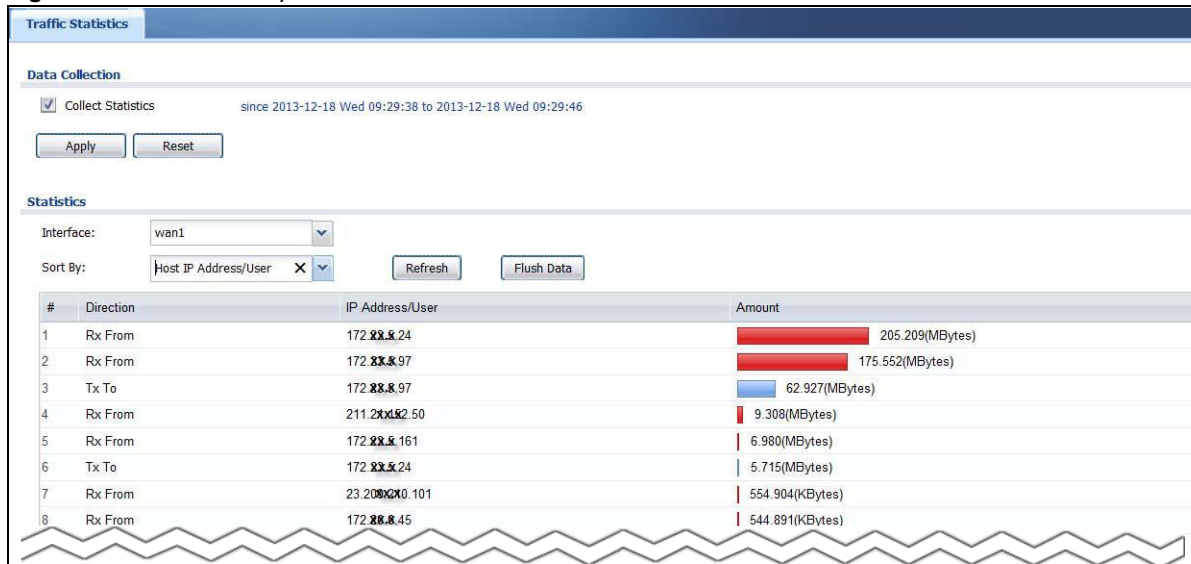 Traffic Statistics
Data Collection
Collect Statistics since 2013-12-18 Wed 09:29:38 to 2013-12-18 Wed 09:29:46
Apply Reset
Statistics
Interface: wan1
Sort By: Host IP Address/User Refresh Flush Data
# Direction IP Address/User Amount
1 Rx From 205.209(MBytes)
2 Rx From 175.552(MBytes)
3 Tx To 62.927(MBytes)
4 Rx From 9.308(MBytes)
5 Rx From 6.980(MBytes)
6 Tx To 5.715(MBytes)
7 Rx From 554.904(KBytes)
8 Rx From 544.891(KBytes)